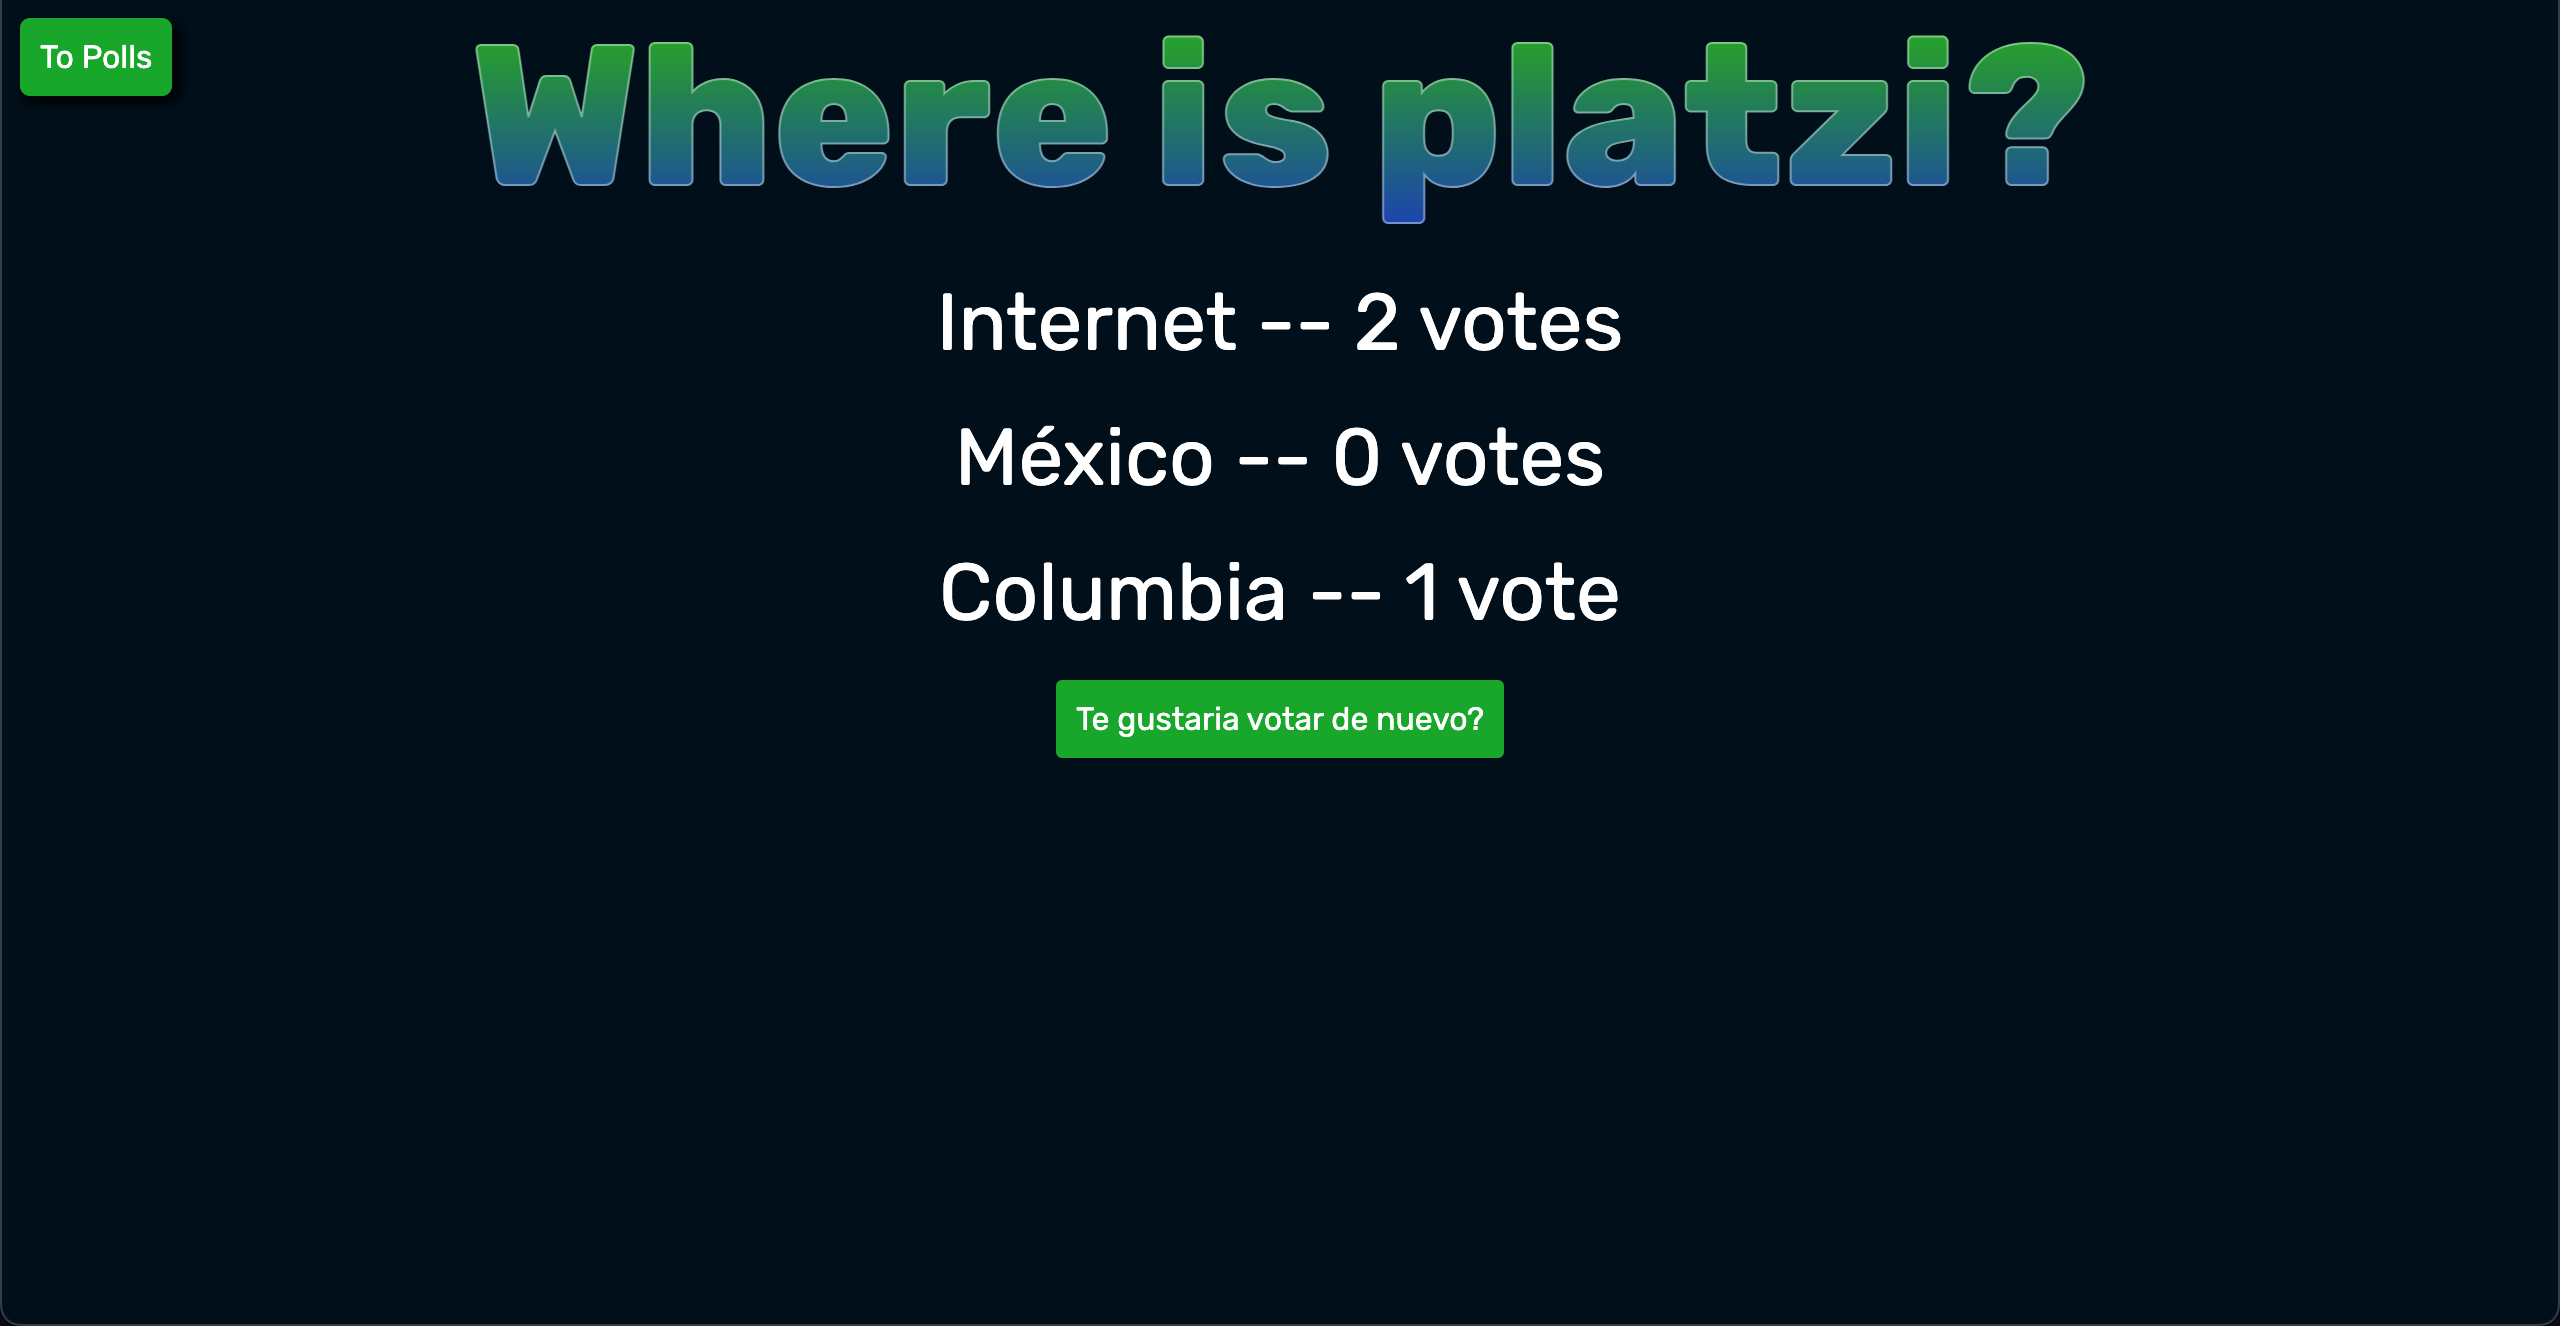 To Polls
Where is platzi?
Internet -- 2 votes
México -- 0 votes
Columbia -- 1 vote
Te gustaria votar de nuevo?